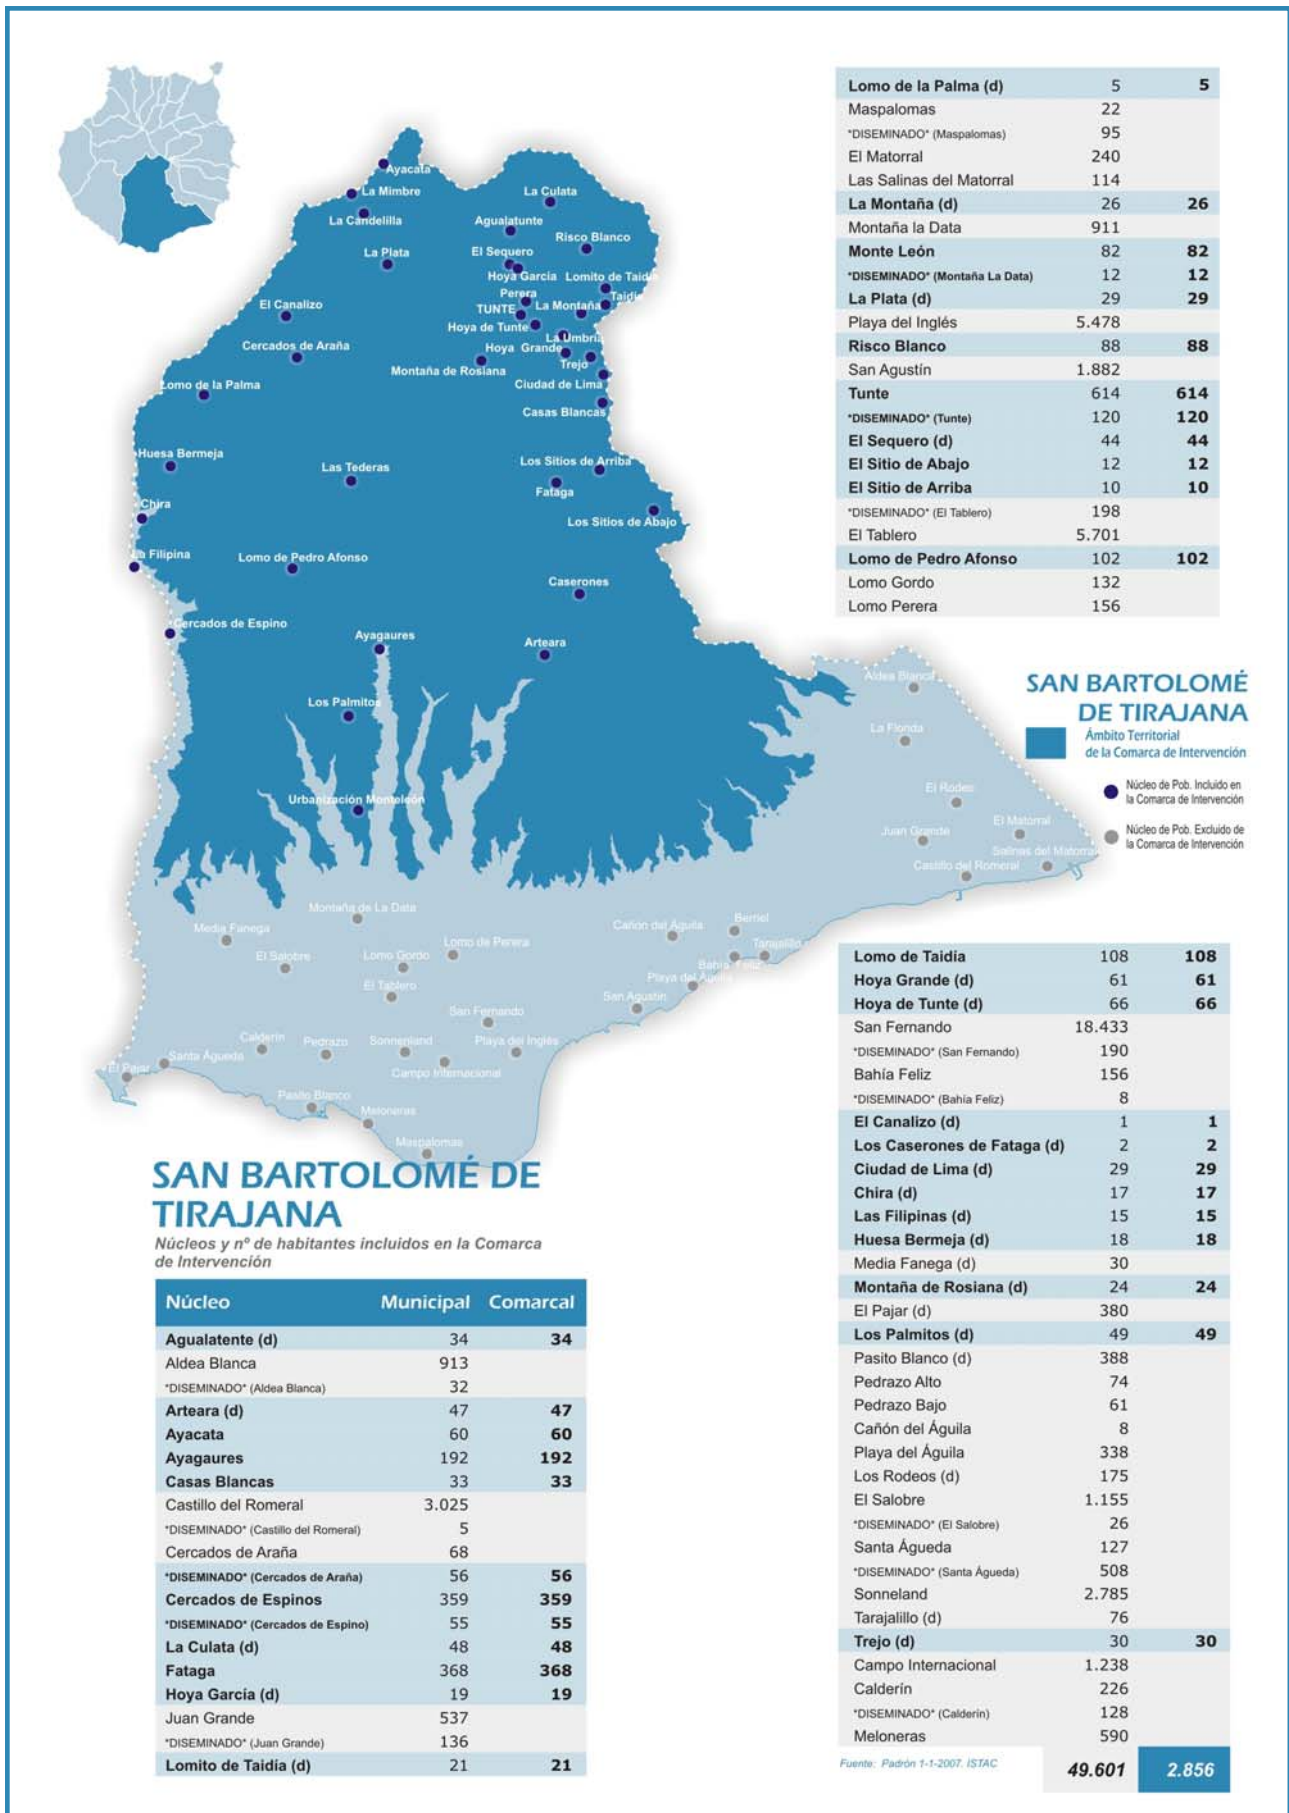 Ayacata
La Mimbre
La Candelilla
La Culata
Agualatunte
Risco Blanco
La Plata
El Sequero
Hoya García
Lomito de Taidía
Perera
Taidía
TUNTE
La Montaña
El Canalizo
Hoya de Tunte
La Umbría
Cercados de Araña
Hoya Grande
Trejo
Montaña de Rosiana
Ciudad de Lima
Lomo de la Palma
Casas Blancas
Huesa Bermeja
Las Tederas
Los Sitios de Arriba
Fataga
Chira
Los Sitios de Abajo
La Filipina
Lomo de Pedro Afonso
Caserones
Cercados de Espino
Ayagaures
Arteara
Los Palmitos
Urbanización Monteleón
Aldea Blanca
La Florida
El Rodeo
El Matorral
Juan Grande
Salinas del Matorral
Castillo del Romeral
Montaña de La Data
Media Fanega
Cañón del Águila
Berriel
Lomo de Perera
Tarajalillo
El Salobre
Lomo Gordo
Bahía Feliz
Playa del Águila
El Tablero
San Agustín
San Fernando
Calderín
Pedrazo
Sonnenland
Playa del Inglés
Santa Águeda
El Pajar
Campo Internacional
Pasito Blanco
Meloneras
Maspalomas
Lomo de la Palma (d) 5 5
Maspalomas 22
*DISEMINADO* (Maspalomas) 95
El Matorral 240
Las Salinas del Matorral 114
La Montaña (d) 26 26
Montaña la Data 911
Monte León 82 82
*DISEMINADO* (Montaña La Data) 12 12
La Plata (d) 29 29
Playa del Inglés 5.478
Risco Blanco 88 88
San Agustín 1.882
Tunte 614 614
*DISEMINADO* (Tunte) 120 120
El Sequero (d) 44 44
El Sitio de Abajo 12 12
El Sitio de Arriba 10 10
*DISEMINADO* (El Tablero) 198
El Tablero 5.701
Lomo de Pedro Afonso 102 102
Lomo Gordo 132
Lomo Perera 156
SAN BARTOLOMÉ
DE TIRAJANA
Ámbito Territorial
de la Comarca de Intervención
Núcleo de Pob. Incluido en
la Comarca de Intervención
Núcleo de Pob. Excluido de
la Comarca de Intervención
SAN BARTOLOMÉ DE
TIRAJANA
Núcleos y nº de habitantes incluidos en la Comarca
de Intervención
Núcleo Municipal Comarcal
Agualatente (d) 34 34
Aldea Blanca 913
*DISEMINADO* (Aldea Blanca) 32
Arteara (d) 47 47
Ayacata 60 60
Ayagaures 192 192
Casas Blancas 33 33
Castillo del Romeral 3.025
*DISEMINADO* (Castillo del Romeral) 5
Cercados de Araña 68
*DISEMINADO* (Cercados de Araña) 56 56
Cercados de Espinos 359 359
*DISEMINADO* (Cercados de Espino) 55 55
La Culata (d) 48 48
Fataga 368 368
Hoya García (d) 19 19
Juan Grande 537
*DISEMINADO* (Juan Grande) 136
Lomito de Taidía (d) 21 21
Lomo de Taidía 108 108
Hoya Grande (d) 61 61
Hoya de Tunte (d) 66 66
San Fernando 18.433
*DISEMINADO* (San Fernando) 190
Bahía Feliz 156
*DISEMINADO* (Bahía Feliz) 8
El Canalizo (d) 1 1
Los Caserones de Fataga (d) 2 2
Ciudad de Lima (d) 29 29
Chira (d) 17 17
Las Filipinas (d) 15 15
Huesa Bermeja (d) 18 18
Media Fanega (d) 30
Montaña de Rosiana (d) 24 24
El Pajar (d) 380
Los Palmitos (d) 49 49
Pasito Blanco (d) 388
Pedrazo Alto 74
Pedrazo Bajo 61
Cañón del Águila 8
Playa del Águila 338
Los Rodeos (d) 175
El Salobre 1.155
*DISEMINADO* (El Salobre) 26
Santa Águeda 127
*DISEMINADO* (Santa Águeda) 508
Sonneland 2.785
Tarajalillo (d) 76
Trejo (d) 30 30
Campo Internacional 1.238
Calderín 226
*DISEMINADO* (Calderín) 128
Meloneras 590
Fuente: Padrón 1-1-2007. ISTAC 49.601 2.856